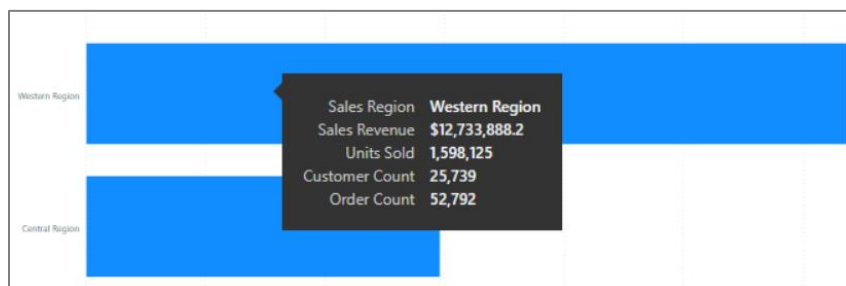 Western Region
Sales Region Western Region
Sales Revenue $12,733,888.2
Units Sold 1,598,125
Customer Count 25,739
Order Count 52,792
Central Region